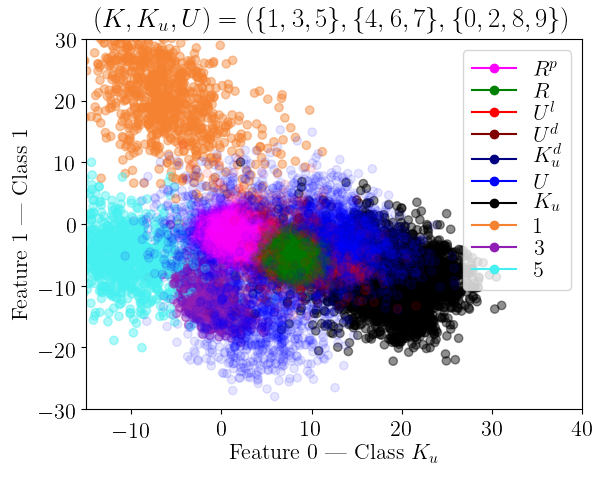 (K, K_u, U) = ({1, 3, 5}, {4, 6, 7}, {0, 2, 8, 9})
30
20
10
0
−10
−20
−30
Feature 1 — Class 1
R^p
R
U^l
U^d
K_u^d
U
K_u
1
3
5
−10
0
10
20
30
40
Feature 0 — Class K_u